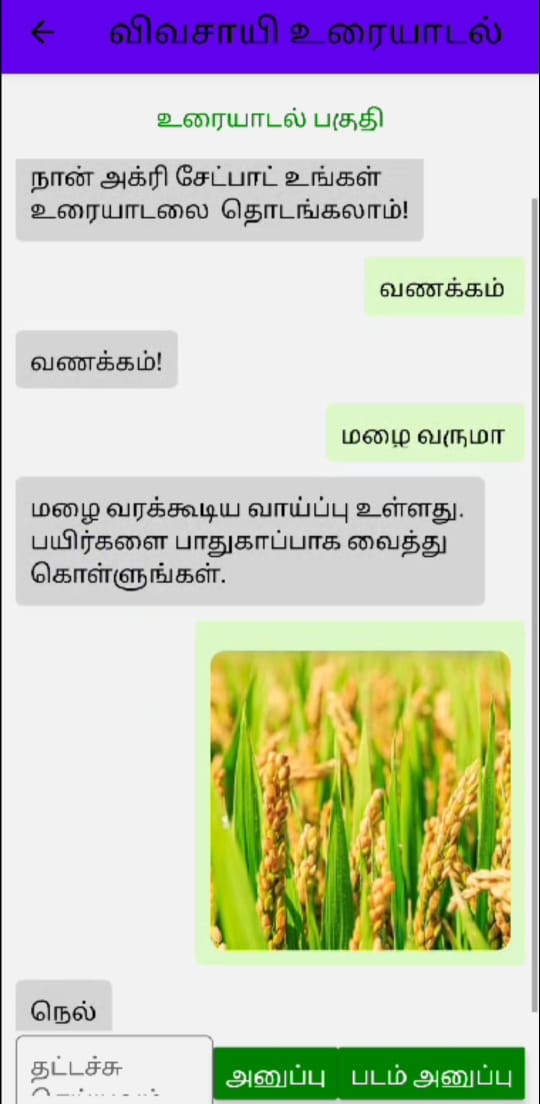 விவசாயி உரையாடல்
உரையாடல் பகுதி
நான் அக்ரி சேட்பாட் உங்கள்
உரையாடலை தொடங்கலாம்!
வணக்கம்
வணக்கம்!
மழை வருமா
மழை வரக்கூடிய வாய்ப்பு உள்ளது.
பயிர்களை பாதுகாப்பாக வைத்து
கொள்ளுங்கள்.
நெல்
தட்டச்சு
அனுப்பு
படம் அனுப்பு